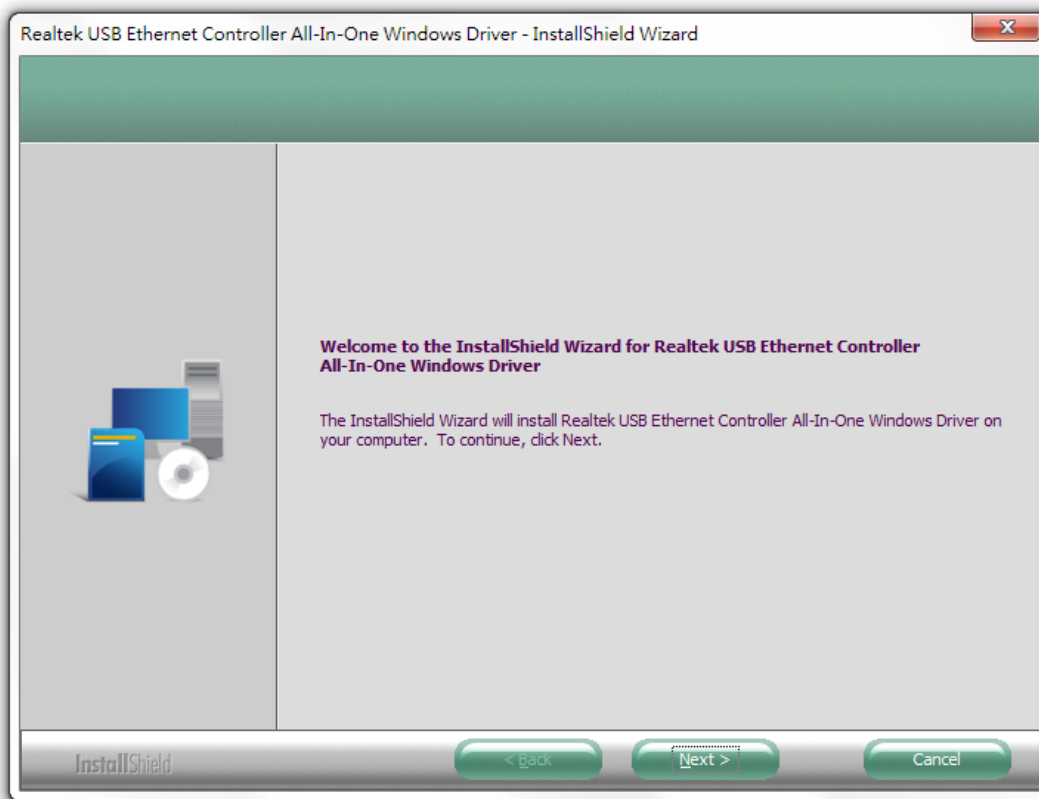 Realtek USB Ethernet Controller All-In-One Windows Driver - InstallShield Wizard
Welcome to the InstallShield Wizard for Realtek USB Ethernet Controller
All-In-One Windows Driver
The InstallShield Wizard will install Realtek USB Ethernet Controller All-In-One Windows Driver on
your computer. To continue, click Next.
InstallShield
< Back
Next >
Cancel